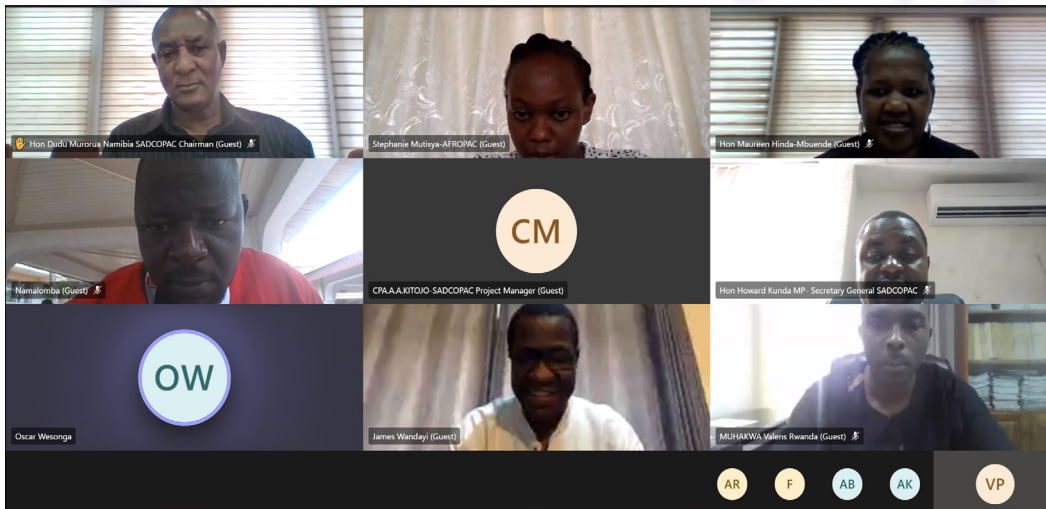 Hon Dudu Murorua Namibia SADCOPAC Chairman (Guest)
Stephanie Mutisya-AFROPAC (Guest)
Hon Maureen Hinda-Mbuende (Guest)
Namalomba (Guest)
CM
CPA.A.A.KITOJO-SADCOPAC Project Manager (Guest)
Hon Howard Kunda MP- Secretary General SADCOPAC
OW
Oscar Wesonga
James Wandayi (Guest)
MUHAKWA Valens Rwanda (Guest)
AR
F
AB
AK
VP